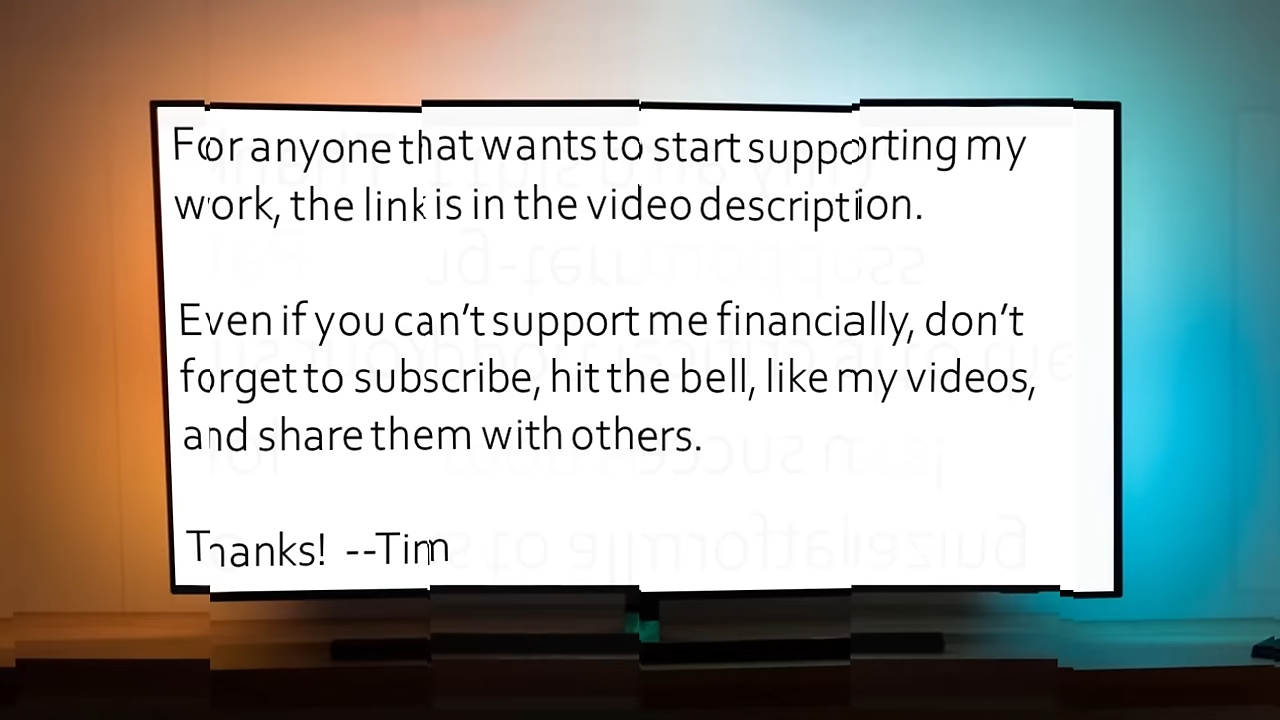 For anyone that wants to start supporting my
work, the link is in the video description.
Even if you can't support me financially, don't
forget to subscribe, hit the bell, like my videos,
and share them with others.
Thanks! --Tim